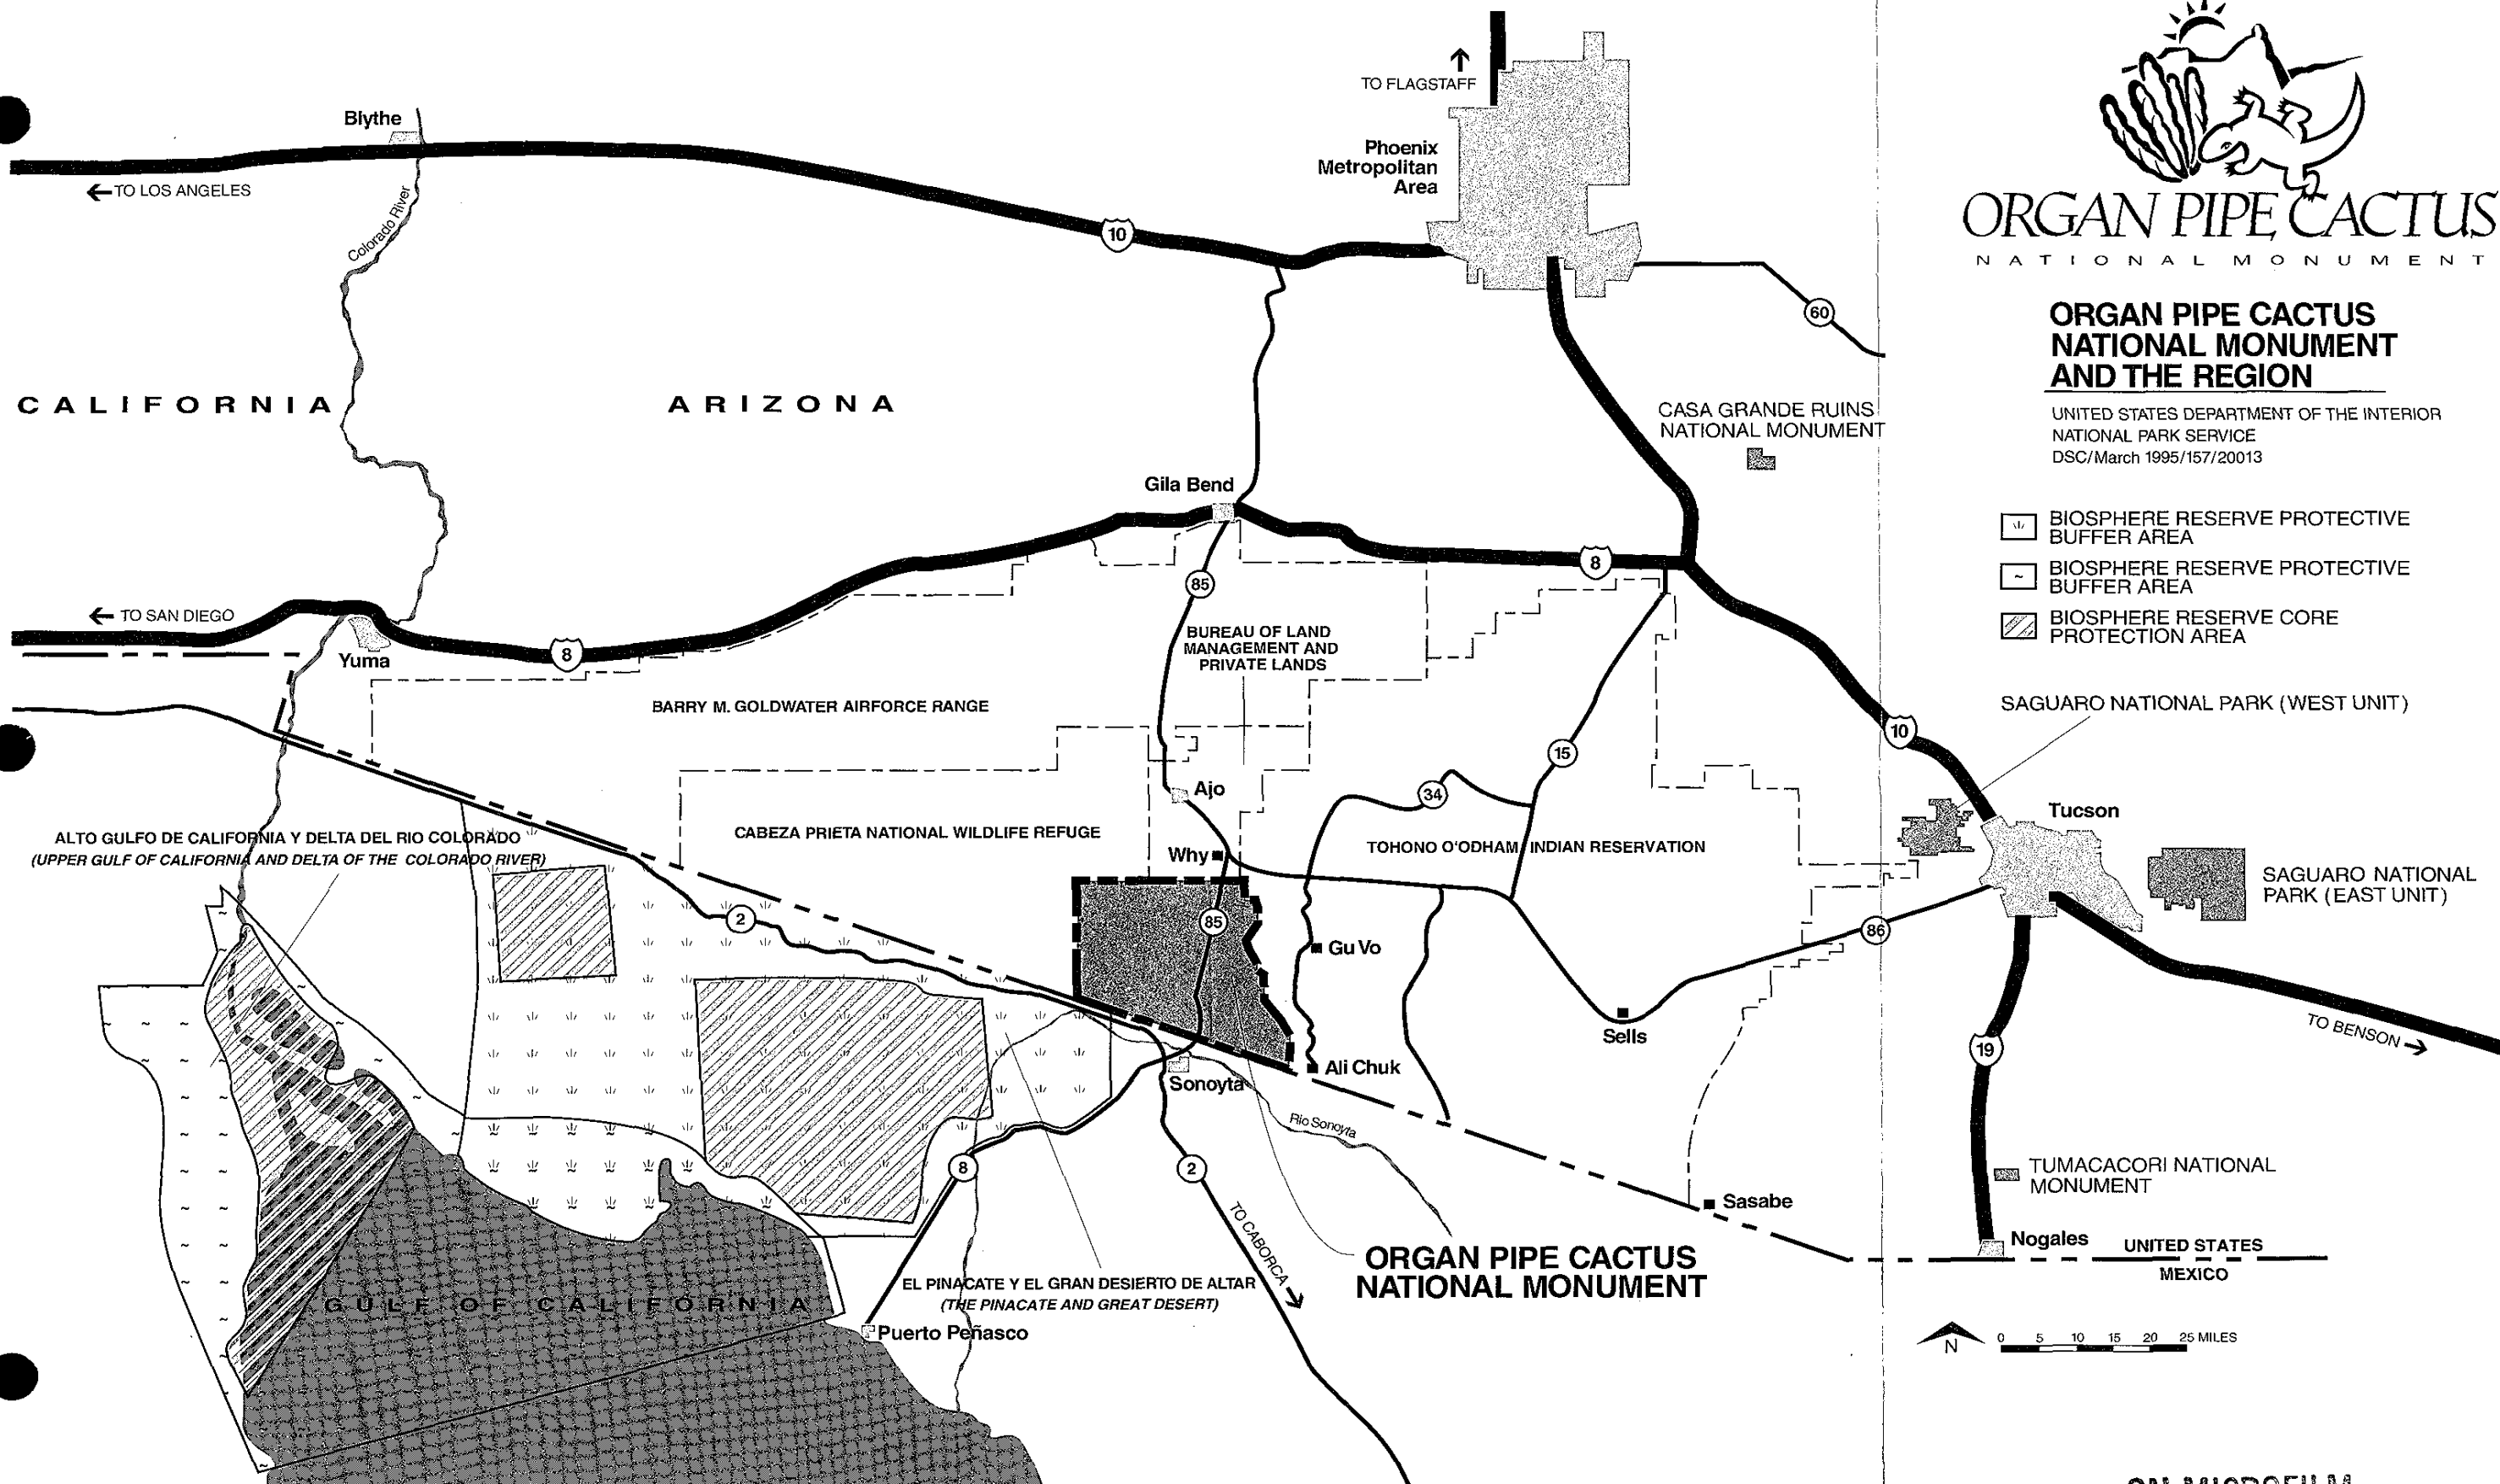 TO FLAGSTAFF
Blythe
Phoenix
Metropolitan
Area
TO LOS ANGELES
Colorado River
10
ORGAN PIPE CACTUS
NATIONAL MONUMENT
60
ORGAN PIPE CACTUS
NATIONAL MONUMENT
AND THE REGION
CALIFORNIA
ARIZONA
CASA GRANDE RUINS
NATIONAL MONUMENT
UNITED STATES DEPARTMENT OF THE INTERIOR
NATIONAL PARK SERVICE
DSC/March 1995/157/20013
Gila Bend
BIOSPHERE RESERVE PROTECTIVE
BUFFER AREA
BIOSPHERE RESERVE PROTECTIVE
BUFFER AREA
BIOSPHERE RESERVE CORE
PROTECTION AREA
8
85
TO SAN DIEGO
Yuma
8
BUREAU OF LAND
MANAGEMENT AND
PRIVATE LANDS
BARRY M. GOLDWATER AIRFORCE RANGE
SAGUARO NATIONAL PARK (WEST UNIT)
10
15
34
Ajo
Tucson
ALTO GULFO DE CALIFORNIA Y DELTA DEL RIO COLORADO
(UPPER GULF OF CALIFORNIA AND DELTA OF THE COLORADO RIVER)
CABEZA PRIETA NATIONAL WILDLIFE REFUGE
Why
TOHONO O'ODHAM INDIAN RESERVATION
SAGUARO NATIONAL
PARK (EAST UNIT)
2
85
86
Gu Vo
Sells
TO BENSON
19
Ali Chuk
Sonoyta
Rio Sonoyta
8
2
TUMACACORI NATIONAL
MONUMENT
Sasabe
TO CABORCA
Nogales
UNITED STATES
MEXICO
ORGAN PIPE CACTUS
NATIONAL MONUMENT
EL PINACATE Y EL GRAN DESIERTO DE ALTAR
(THE PINACATE AND GREAT DESERT)
GULF OF CALIFORNIA
Puerto Peñasco
N
0 5 10 15 20 25 MILES